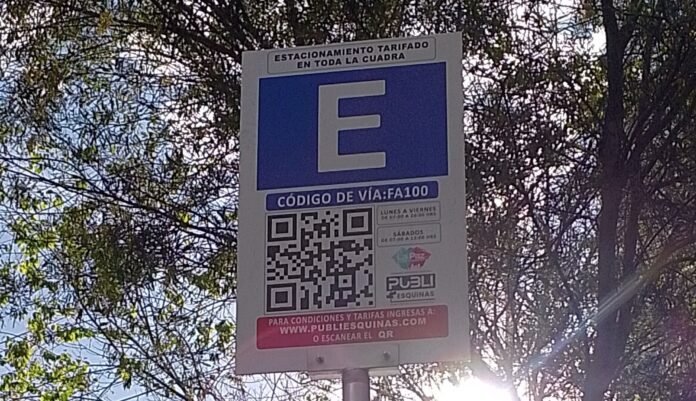 ESTACIONAMIENTO TARIFADO
EN TODA LA CUADRA
E
CÓDIGO DE VÍA:FA100
LUNES A VIERNES
SÁBADOS
PUBLI
ESQUINAS
PARA CONDICIONES Y TARIFAS INGRESAS A:
WWW.PUBLIESQUINAS.COM
O ESCANEAR EL QR